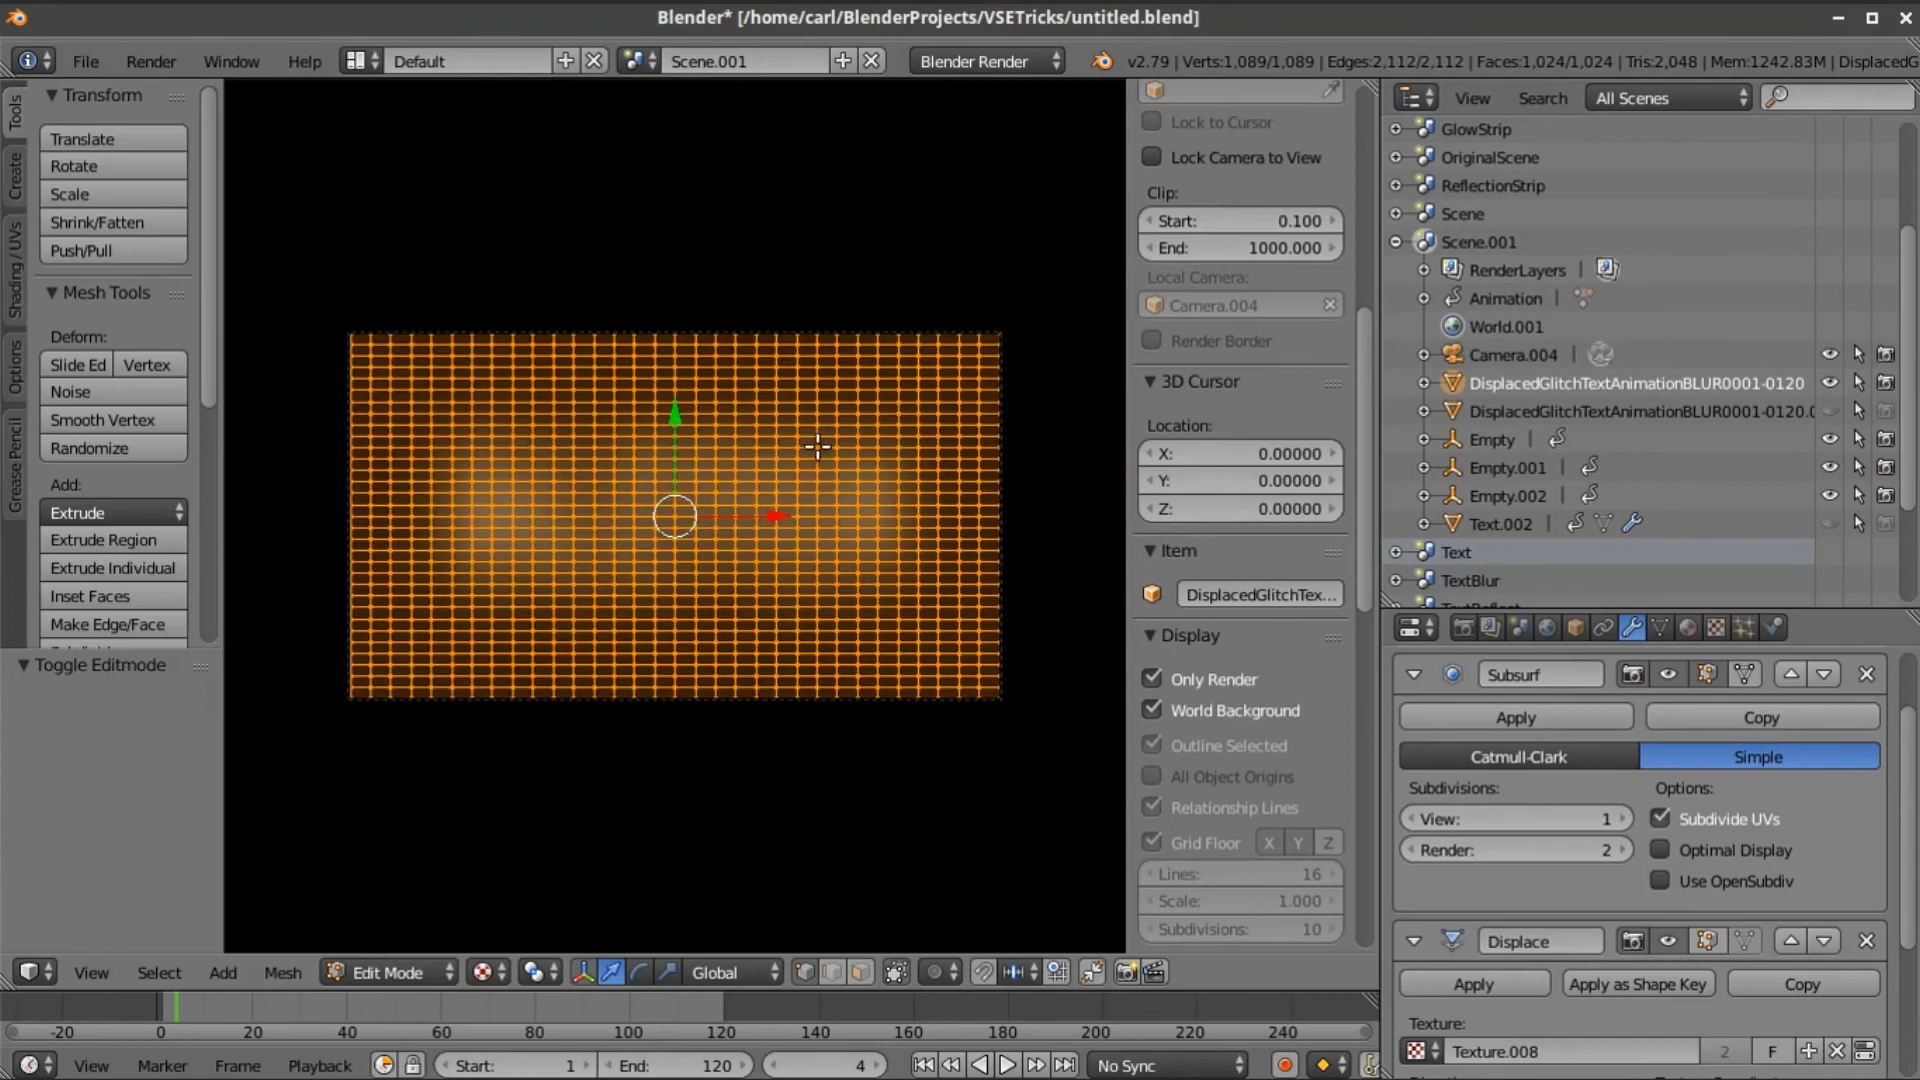 Blender* [/home/carl/BlenderProjects/VSETricks/untitled.blend]
File Render Window Help Default Scene.001 Blender Render v2.79 | Verts:1,089/1,089 | Edges:2,112/2,112 | Faces:1,024/1,024 | Tris:2,048 | Mem:1242.83M | DisplacedG
Tools
Create
Shading / UVs
Options
Grease Pencil
Transform
Translate
Rotate
Scale
Shrink/Fatten
Push/Pull
Mesh Tools
Deform:
Slide Ed Vertex
Noise
Smooth Vertex
Randomize
Add:
Extrude
Extrude Region
Extrude Individual
Inset Faces
Make Edge/Face
Toggle Editmode
Lock to Cursor
Lock Camera to View
Clip:
Start: 0.100
End: 1000.000
Local Camera:
Camera.004
Render Border
3D Cursor
Location:
X: 0.00000
Y: 0.00000
Z: 0.00000
Item
DisplacedGlitchTex...
Display
Only Render
World Background
Outline Selected
All Object Origins
Relationship Lines
Grid Floor X Y Z
Lines: 16
Scale: 1.000
Subdivisions: 10
View Search All Scenes
GlowStrip
OriginalScene
ReflectionStrip
Scene
Scene.001
RenderLayers |
Animation |
World.001
Camera.004 |
DisplacedGlitchTextAnimationBLUR0001-0120
DisplacedGlitchTextAnimationBLUR0001-0120.0
Empty |
Empty.001 |
Empty.002 |
Text.002 |
Text
TextBlur
Subsurf
Apply Copy
Catmull-Clark Simple
Subdivisions: Options:
View: 1 Subdivide UVs
Render: 2 Optimal Display
Use OpenSubdiv
Displace
Apply Apply as Shape Key Copy
Texture:
Texture.008 2 F
View Select Add Mesh Edit Mode Global
-20 0 20 40 60 80 100 120 140 160 180 200 220 240
View Marker Frame Playback Start: 1 End: 120 4 No Sync